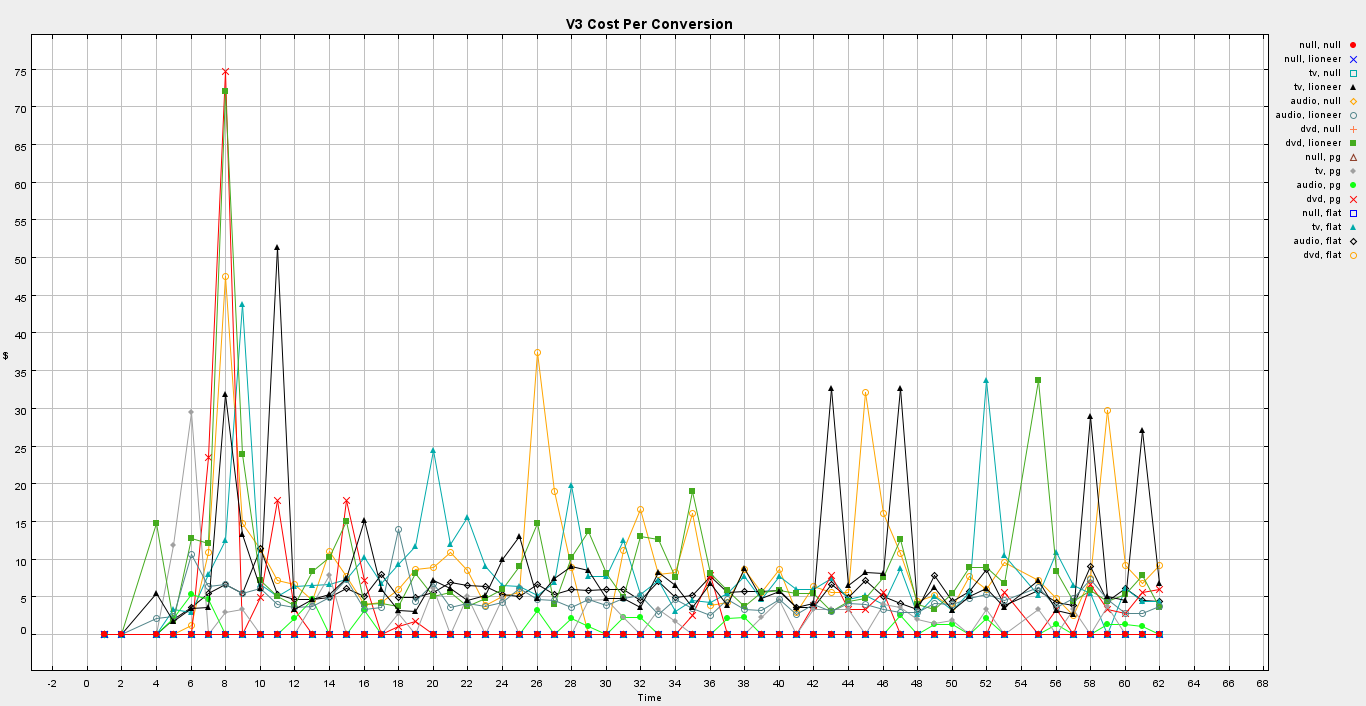 V3 Cost Per Conversion
null, null
null, lioneer
tv, null
tv, lioneer
audio, null
audio, lioneer
dvd, null
dvd, lioneer
null, pg
tv, pg
audio, pg
dvd, pg
null, flat
tv, flat
audio, flat
dvd, flat
75
70
65
60
55
50
45
40
$
35
30
25
20
15
10
5
0
-2 0 2 4 6 8 10 12 14 16 18 20 22 24 26 28 30 32 34 36 38 40 42 44 46 48 50 52 54 56 58 60 62 64 66 68
Time